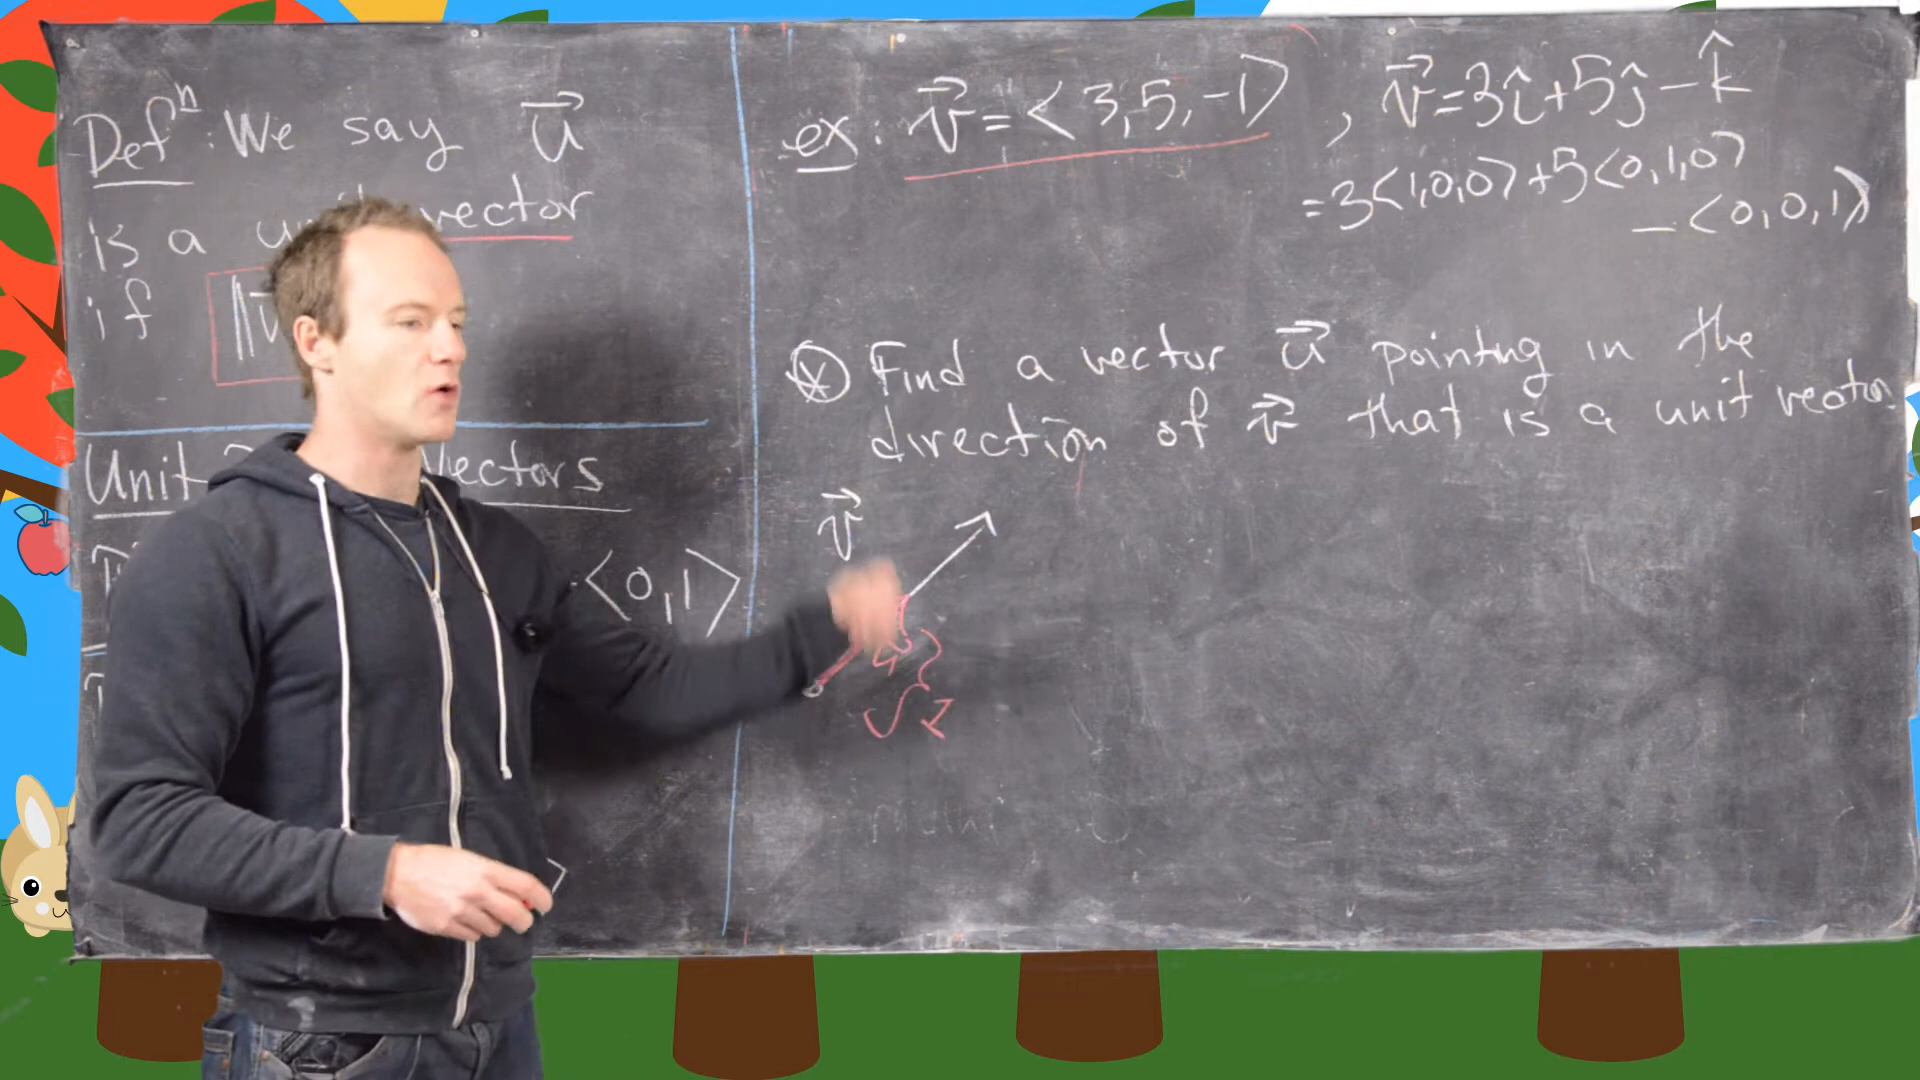 Defⁿ: We say u⃗
is a unit vector
if ||
Unit Vectors
<0,1>
>
ex: v⃗ = <3,5,-1> , v⃗ = 3î+5ĵ-k̂
=3<1,0,0>+5<0,1,0>
-<0,0,1>
⊛ Find a vector u⃗ pointing in the
direction of v⃗ that is a unit vector.
v⃗